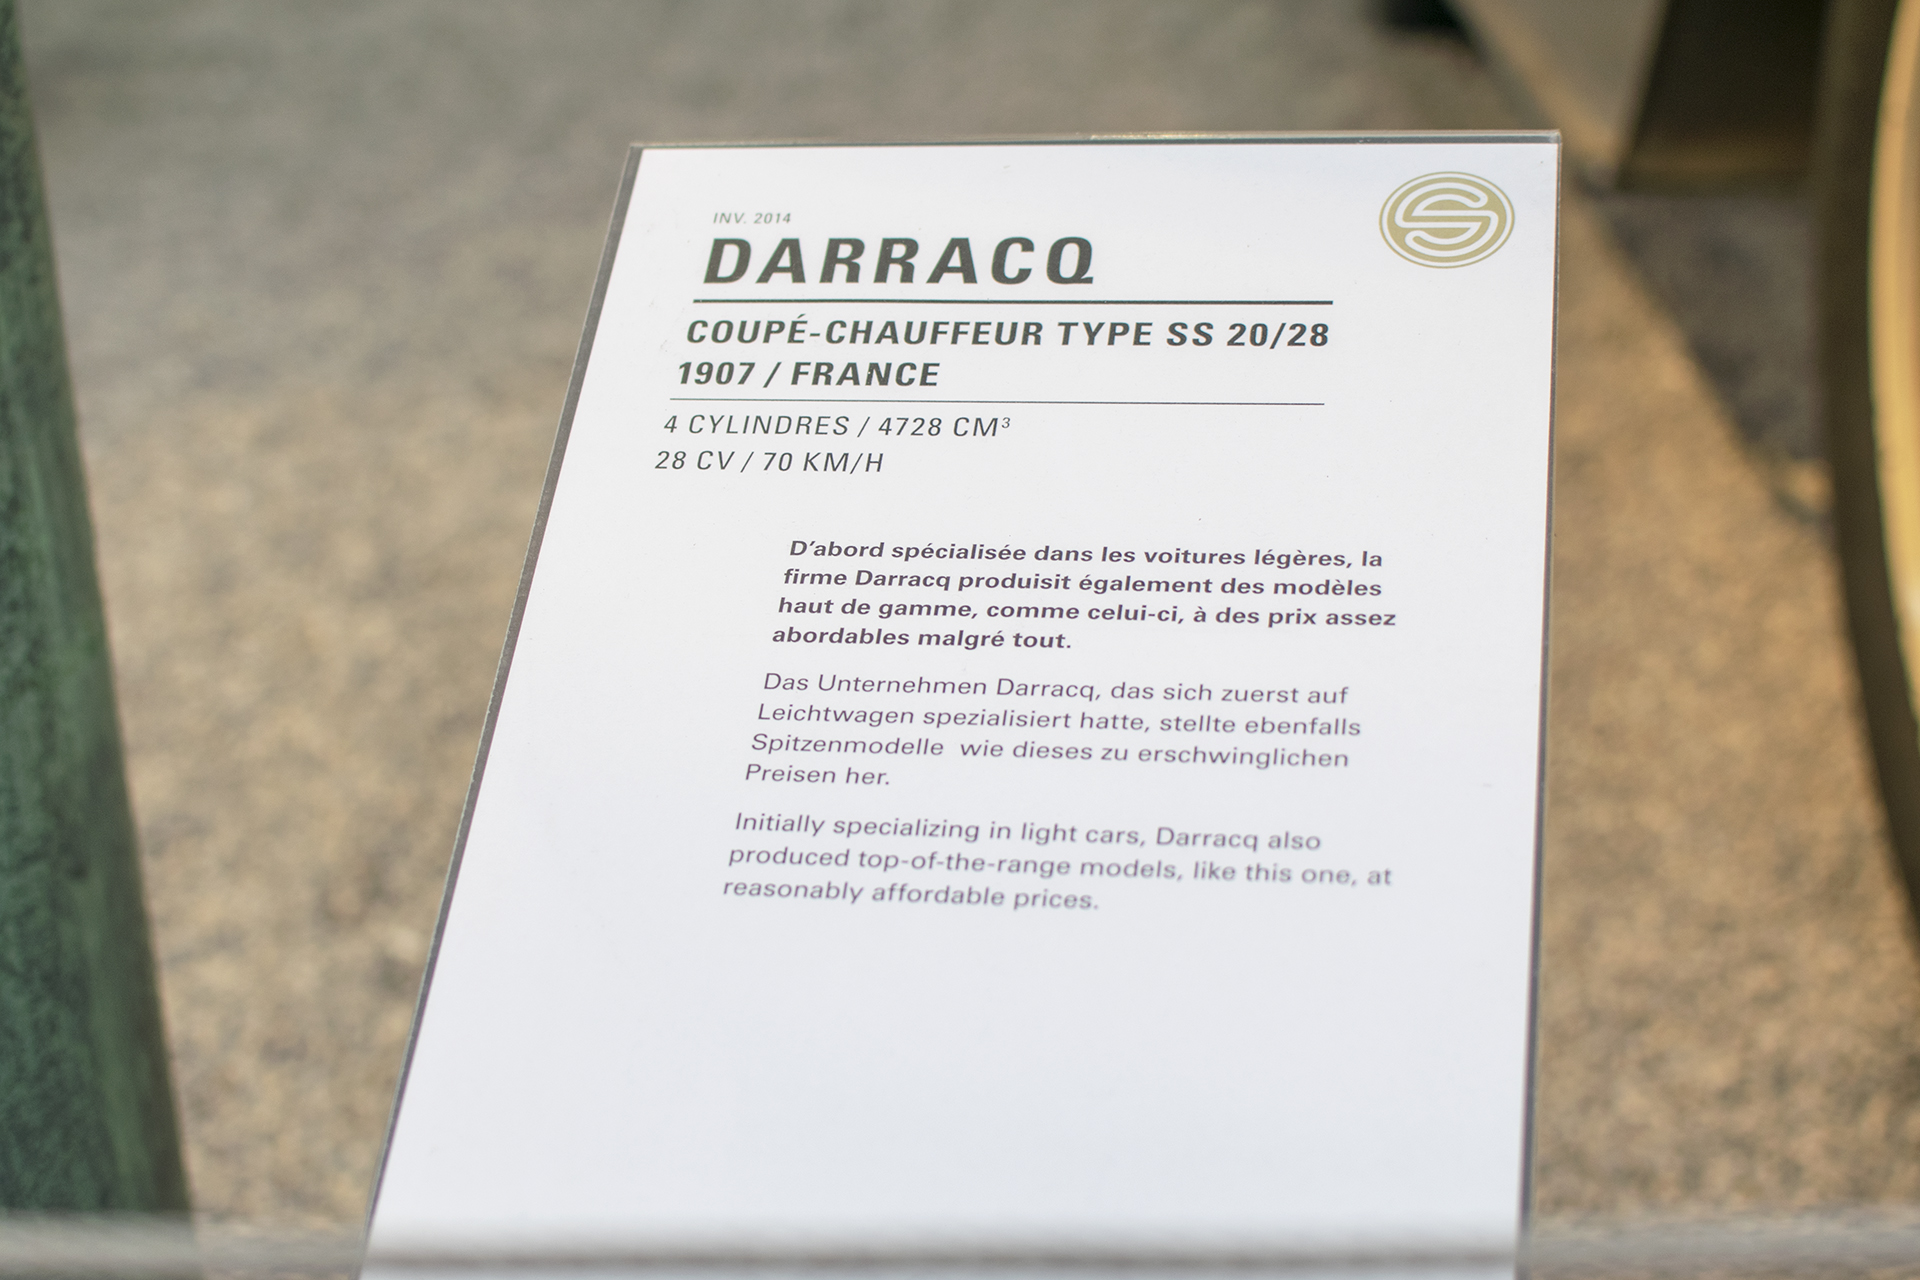 INV. 2014
DARRACQ
COUPÉ-CHAUFFEUR TYPE SS 20/28
1907 / FRANCE
4 CYLINDRES / 4728 CM³
28 CV / 70 KM/H
D’abord spécialisée dans les voitures légères, la
firme Darracq produisit également des modèles
haut de gamme, comme celui-ci, à des prix assez
abordables malgré tout.
Das Unternehmen Darracq, das sich zuerst auf
Leichtwagen spezialisiert hatte, stellte ebenfalls
Spitzenmodelle  wie dieses zu erschwinglichen
Preisen her.
Initially specializing in light cars, Darracq also
produced top-of-the-range models, like this one, at
reasonably affordable prices.